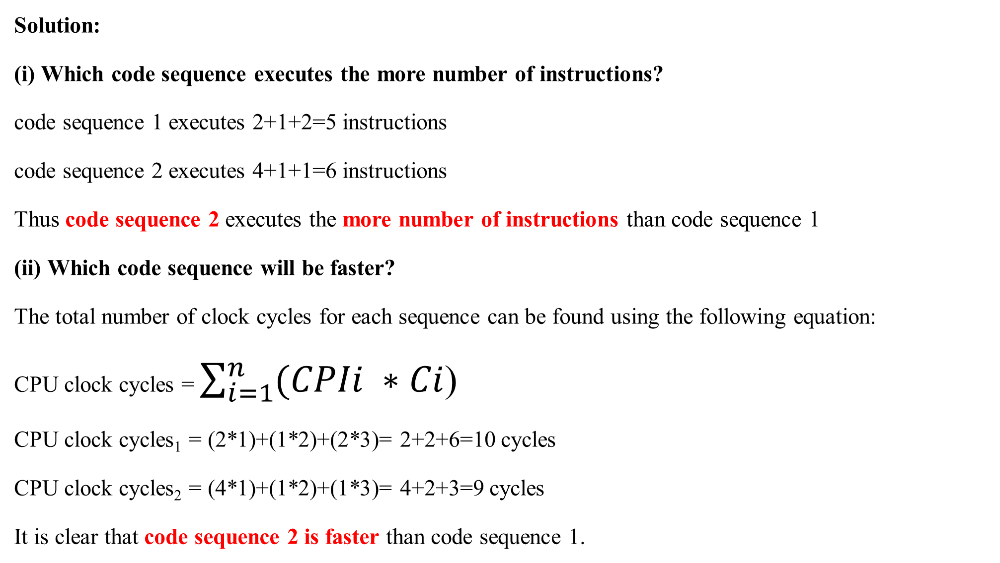 Solution:
(i) Which code sequence executes the more number of instructions?
code sequence 1 executes 2+1+2=5 instructions
code sequence 2 executes 4+1+1=6 instructions
Thus code sequence 2 executes the more number of instructions than code sequence 1
(ii) Which code sequence will be faster?
The total number of clock cycles for each sequence can be found using the following equation:
CPU clock cycles = ∑ⁿᵢ₌₁(CPIi * Ci)
CPU clock cycles₁ = (2*1)+(1*2)+(2*3)= 2+2+6=10 cycles
CPU clock cycles₂ = (4*1)+(1*2)+(1*3)= 4+2+3=9 cycles
It is clear that code sequence 2 is faster than code sequence 1.